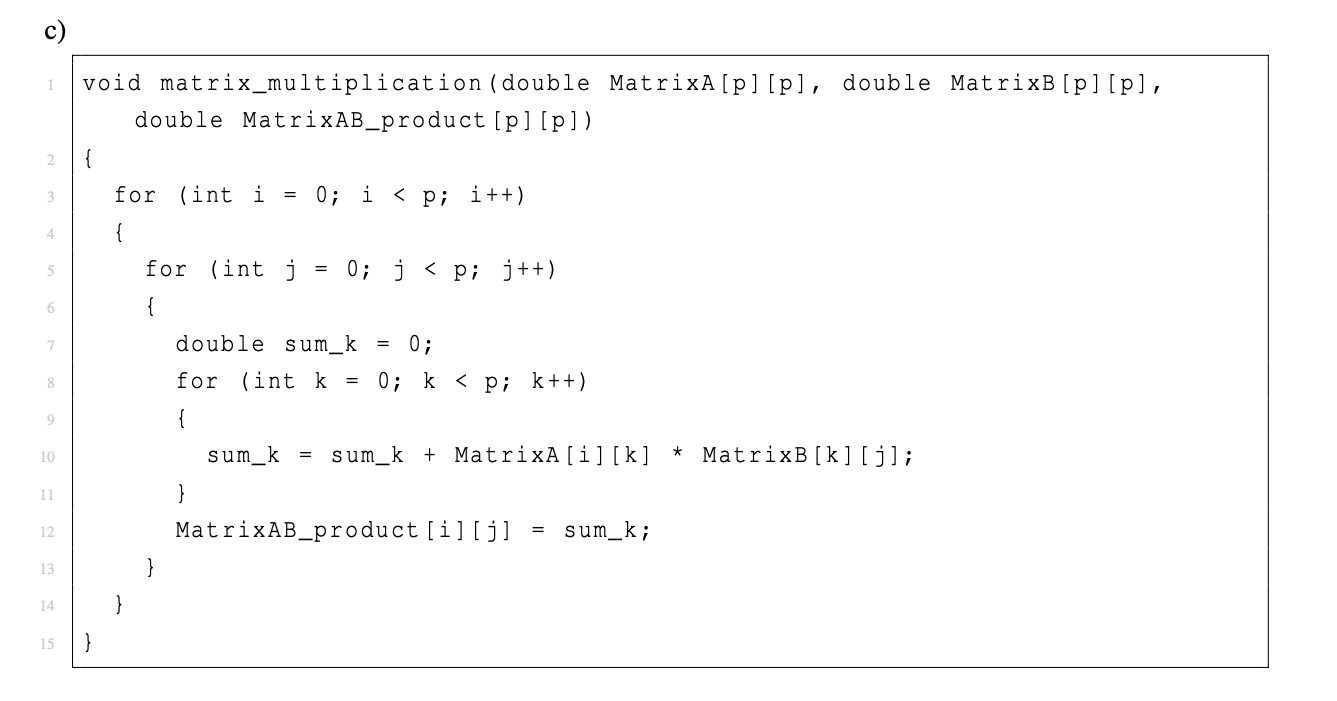 c)
1 void matrix_multiplication(double MatrixA[p][p], double MatrixB[p][p],
double MatrixAB_product[p][p])
2 {
3 for (int i = 0; i < p; i++)
4 {
5 for (int j = 0; j < p; j++)
6 {
7 double sum_k = 0;
8 for (int k = 0; k < p; k++)
9 {
10 sum_k = sum_k + MatrixA[i][k] * MatrixB[k][j];
11 }
12 MatrixAB_product[i][j] = sum_k;
13 }
14 }
15 }